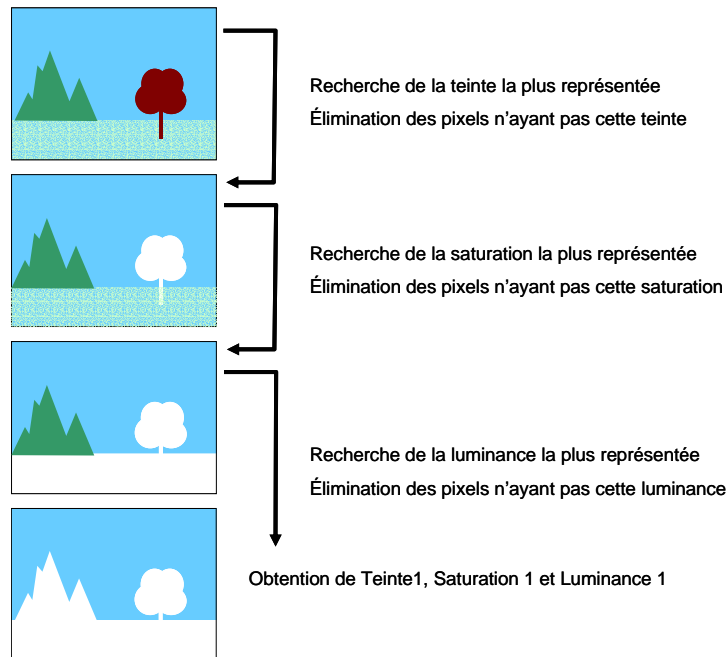 Recherche de la teinte la plus représentée
Élimination des pixels n'ayant pas cette teinte
Recherche de la saturation la plus représentée
Élimination des pixels n'ayant pas cette saturation
Recherche de la luminance la plus représentée
Élimination des pixels n'ayant pas cette luminance
Obtention de Teinte1, Saturation 1 et Luminance 1